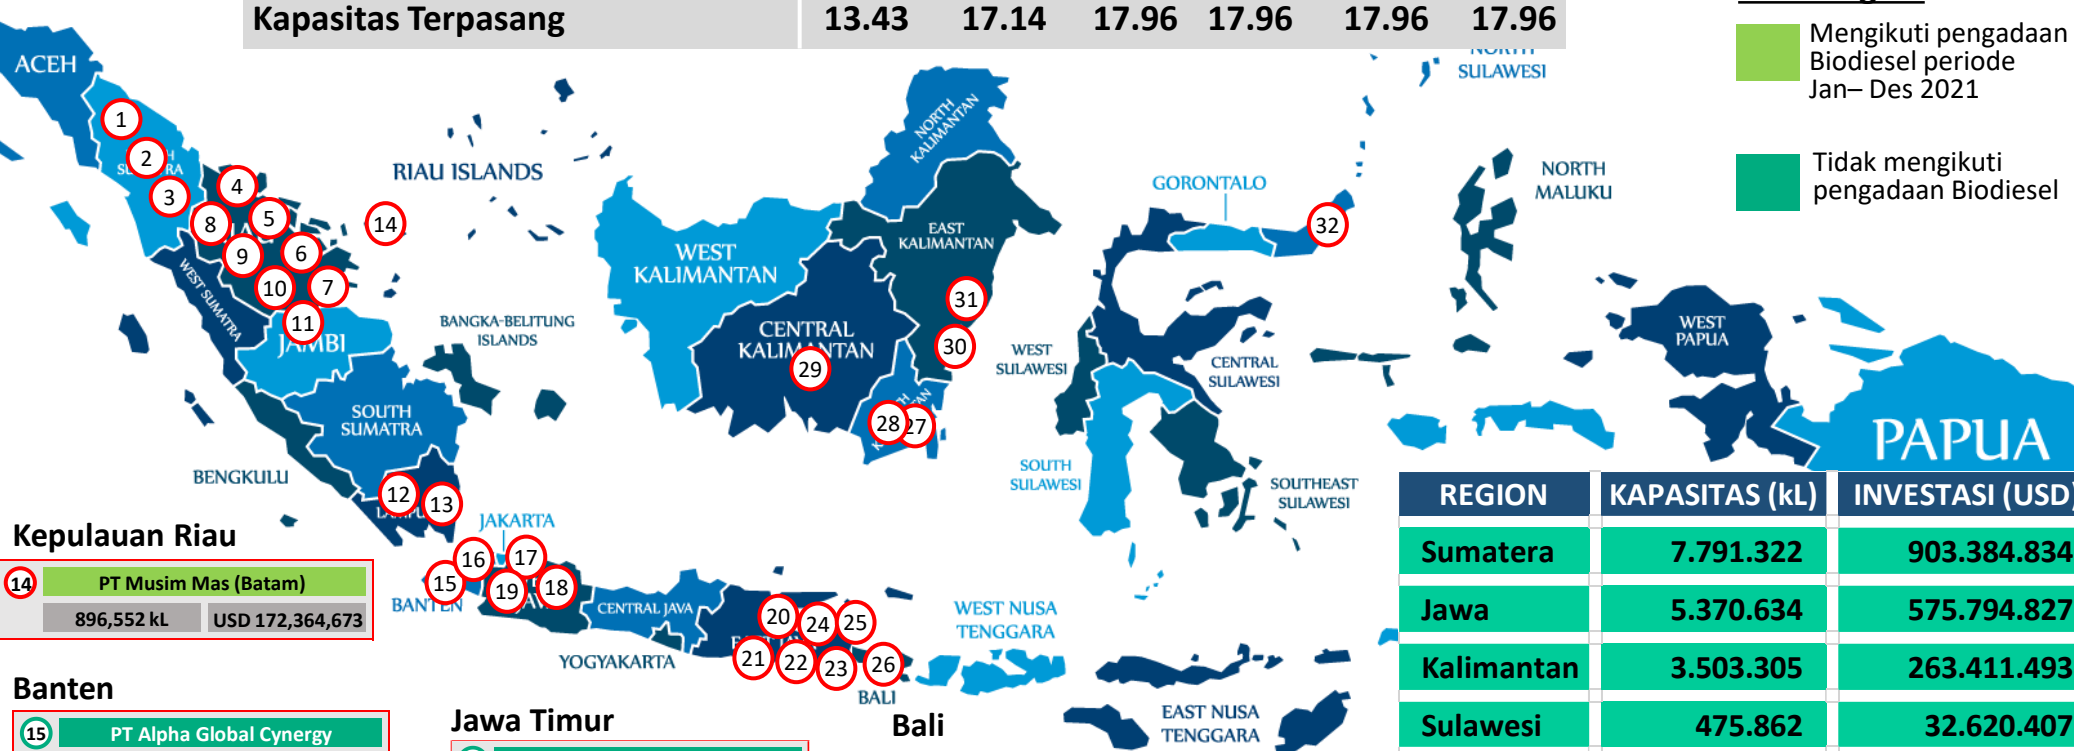 Kapasitas Terpasang 13.43 17.14 17.96 17.96 17.96 17.96
Mengikuti pengadaan
Biodiesel periode
Jan– Des 2021
Tidak mengikuti
pengadaan Biodiesel
ACEH
1
2
3
4
5
6
7
8
9
10
11
14
RIAU ISLANDS
WEST SUMATRA
JAMBI
BANGKA-BELITUNG
ISLANDS
SOUTH
SUMATRA
BENGKULU
12
13
NORTH
KALIMANTAN
WEST
KALIMANTAN
EAST
KALIMANTAN
CENTRAL
KALIMANTAN
31
30
29
28
27
NORTH
SULAWESI
GORONTALO
32
NORTH
MALUKU
WEST
SULAWESI
CENTRAL
SULAWESI
SOUTH
SULAWESI
SOUTHEAST
SULAWESI
WEST
PAPUA
PAPUA
JAKARTA
16
17
15
19
18
BANTEN
CENTRAL JAVA
YOGYAKARTA
20
24
25
21
22
23
26
BALI
WEST NUSA
TENGGARA
EAST NUSA
TENGGARA
Kepulauan Riau
14 PT Musim Mas (Batam)
896,552 kL USD 172,364,673
Banten
15 PT Alpha Global Cynergy
Jawa Timur
Bali
REGION KAPASITAS (kL) INVESTASI (USD)
Sumatera 7.791.322 903.384.834
Jawa 5.370.634 575.794.827
Kalimantan 3.503.305 263.411.493
Sulawesi 475.862 32.620.407